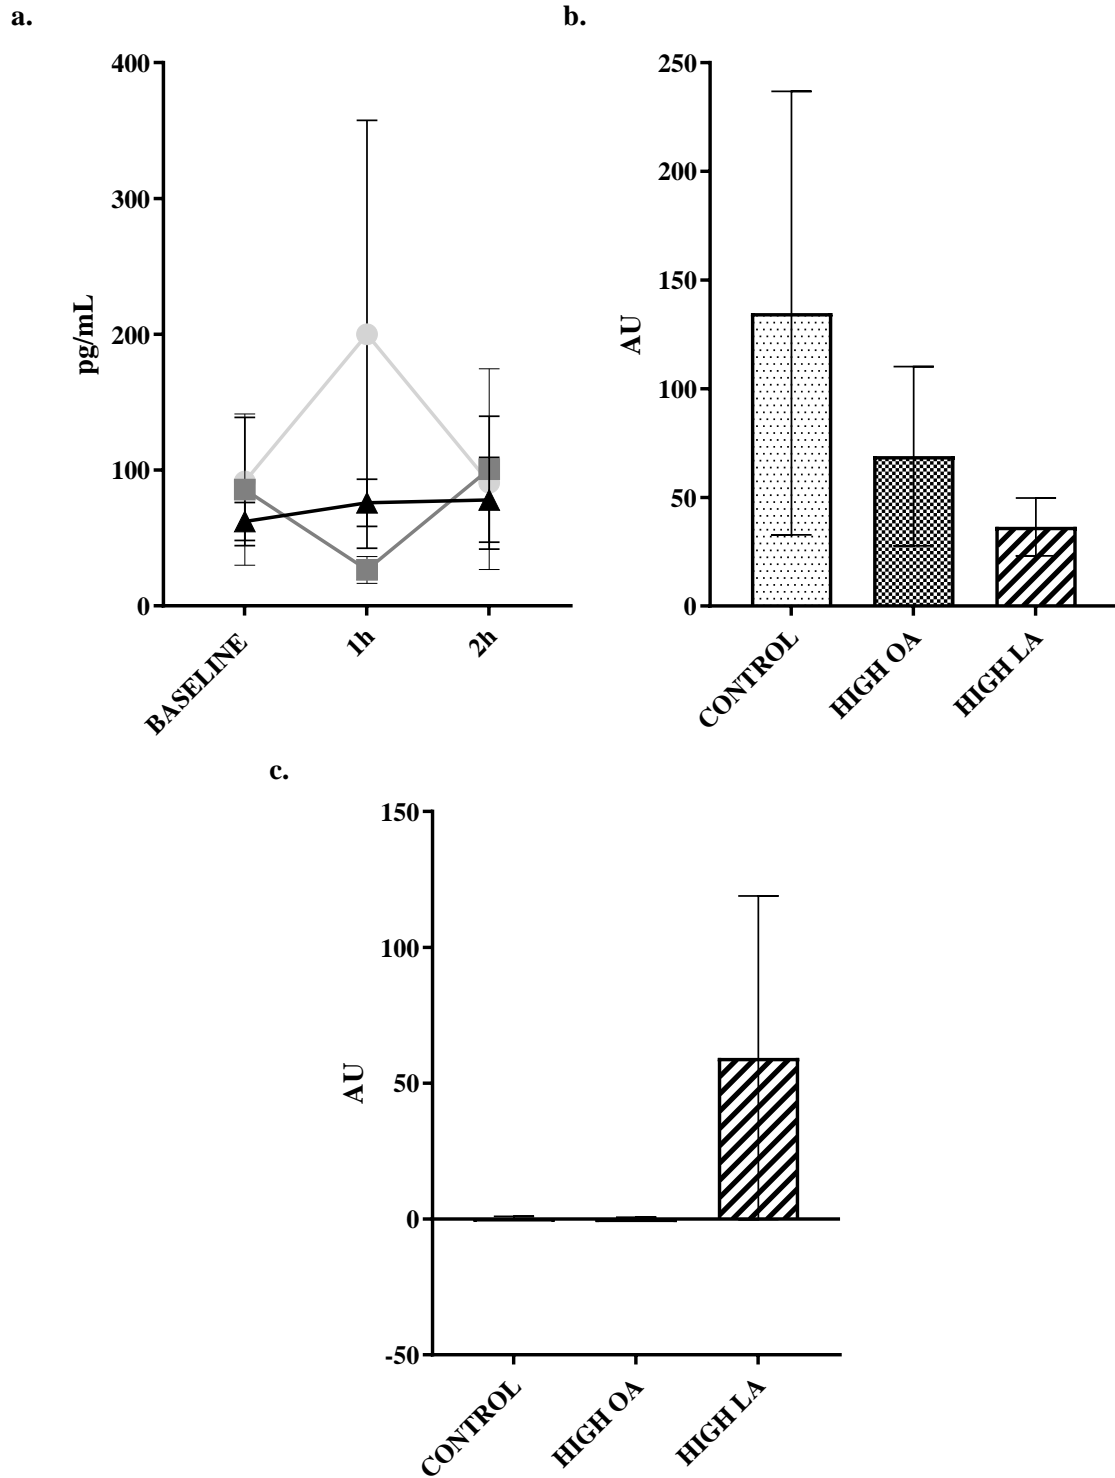 a.
400
300
200
100
0
pg/mL
BASELINE
1h
2h
b.
250
200
150
100
50
0
AU
CONTROL
HIGH OA
HIGH LA
c.
150
100
50
0
-50
AU
CONTROL
HIGH OA
HIGH LA